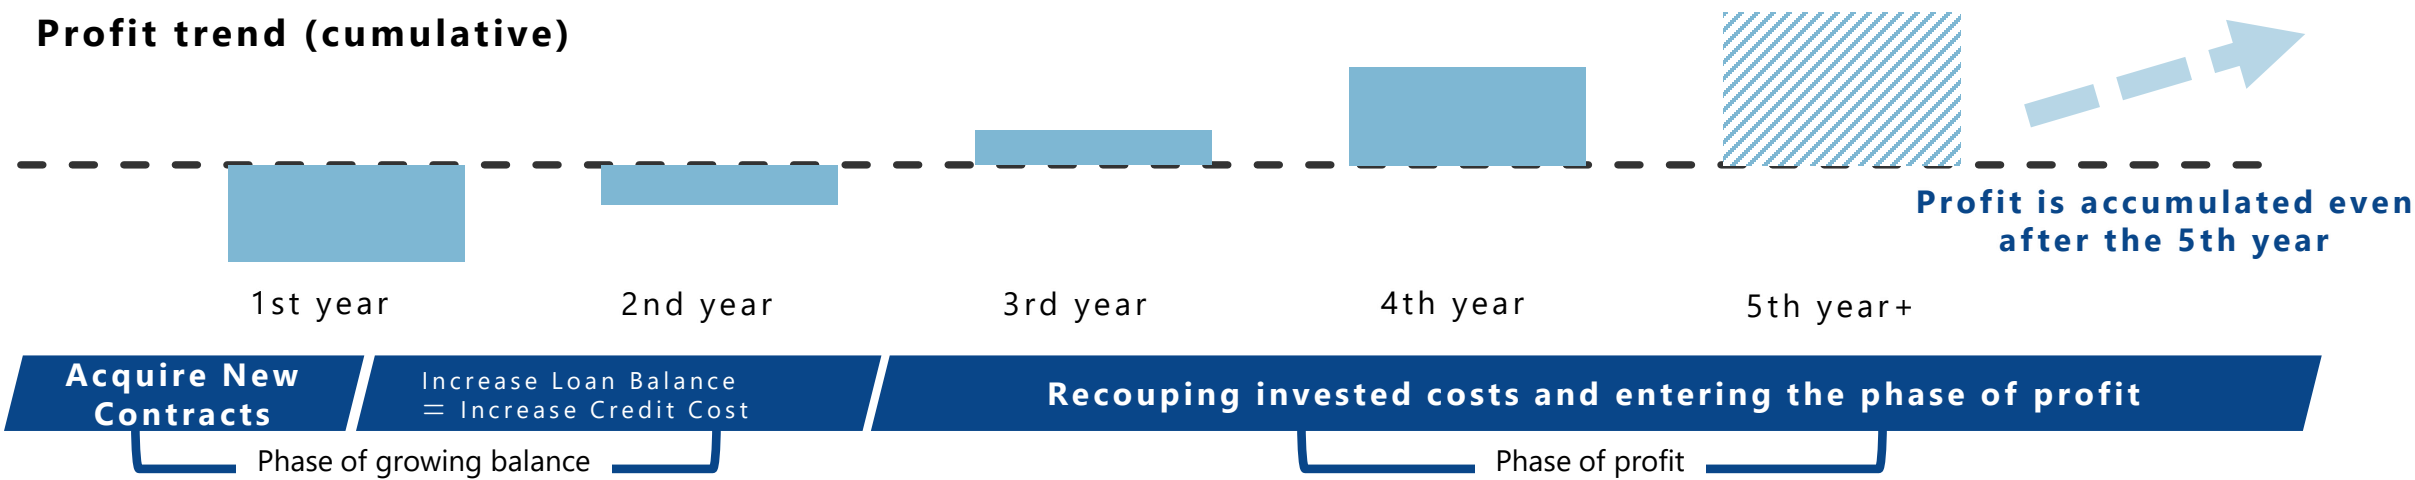 Profit trend (cumulative)
Profit is accumulated even
after the 5th year
1st year
2nd year
3rd year
4th year
5th year+
Acquire New
Contracts
Increase Loan Balance
＝ Increase Credit Cost
Recouping invested costs and entering the phase of profit
Phase of growing balance
Phase of profit